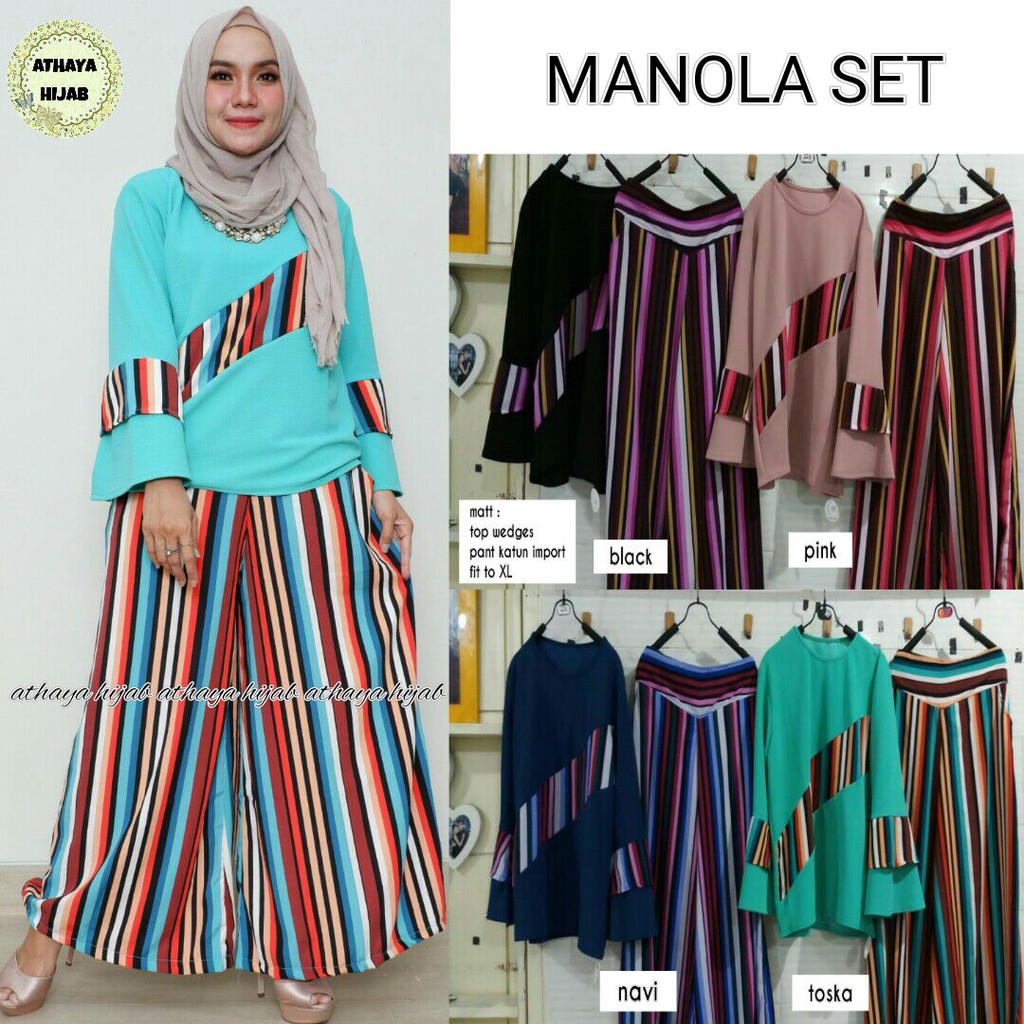 ATHAYA
HIJAB
MANOLA SET
matt :
top wedges
pant katun import
fit to XL
black
pink
athaya hijab athaya hijab athaya hijab
navi
toska